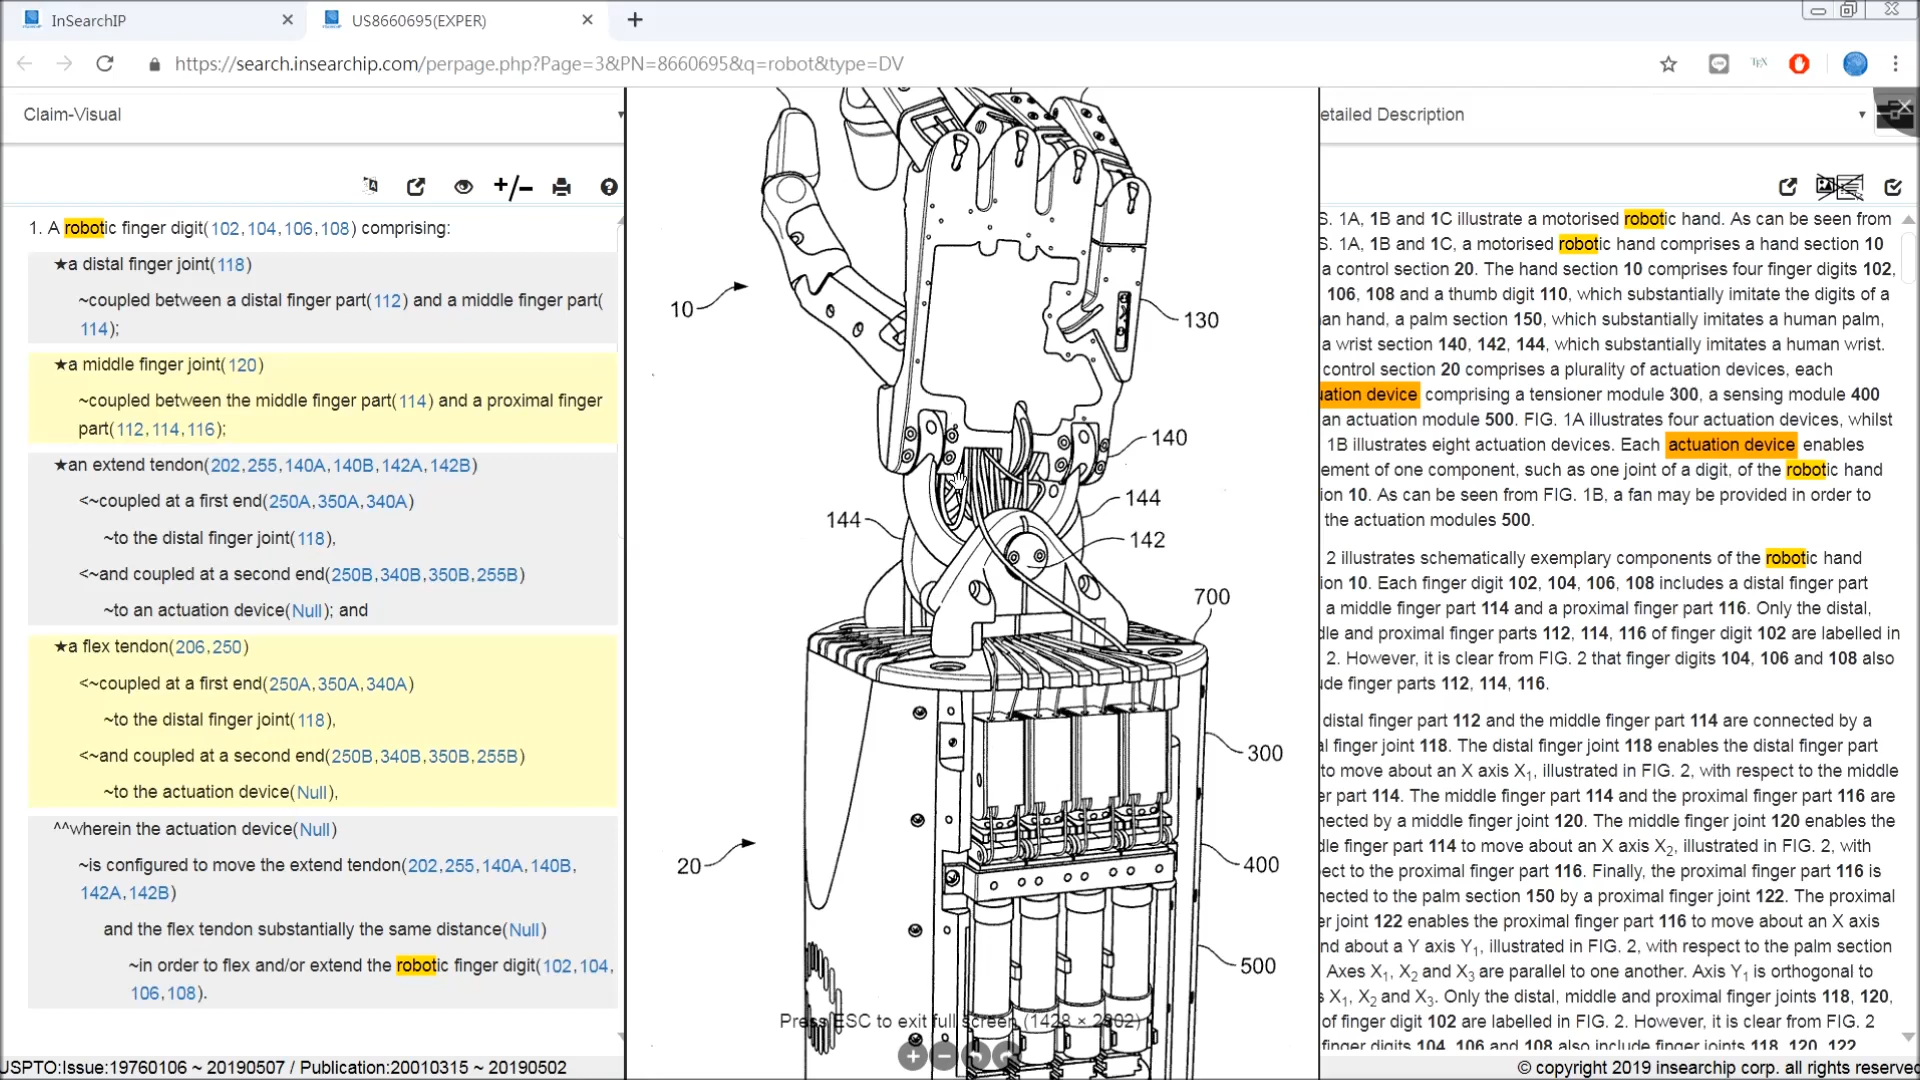 InSearchIP
US8660695(EXPER)
https://search.insearchip.com/perpage.php?Page=3&PN=8660695&q=robot&type=DV
Claim-Visual
1. A robotic finger digit(102,104,106,108) comprising:
★a distal finger joint(118)
~coupled between a distal finger part(112) and a middle finger part(
114);
★a middle finger joint(120)
~coupled between the middle finger part(114) and a proximal finger
part(112,114,116);
★an extend tendon(202,255,140A,140B,142A,142B)
<~coupled at a first end(250A,350A,340A)
~to the distal finger joint(118),
<~and coupled at a second end(250B,340B,350B,255B)
~to an actuation device(Null); and
★a flex tendon(206,250)
<~coupled at a first end(250A,350A,340A)
~to the distal finger joint(118),
<~and coupled at a second end(250B,340B,350B,255B)
~to the actuation device(Null),
^^wherein the actuation device(Null)
~is configured to move the extend tendon(202,255,140A,140B,
142A,142B)
and the flex tendon substantially the same distance(Null)
~in order to flex and/or extend the robotic finger digit(102,104,
106,108).
USPTO:Issue:19760106 ~ 20190507 / Publication:20010315 ~ 20190502
10
130
140
144
144
142
700
300
20
400
500
Press ESC to exit full screen (1428 × 2002)
etailed Description
S. 1A, 1B and 1C illustrate a motorised robotic hand. As can be seen from
S. 1A, 1B and 1C, a motorised robotic hand comprises a hand section 10
a control section 20. The hand section 10 comprises four finger digits 102,
106, 108 and a thumb digit 110, which substantially imitate the digits of a
an hand, a palm section 150, which substantially imitates a human palm,
a wrist section 140, 142, 144, which substantially imitates a human wrist.
control section 20 comprises a plurality of actuation devices, each
uation device comprising a tensioner module 300, a sensing module 400
an actuation module 500. FIG. 1A illustrates four actuation devices, whilst
1B illustrates eight actuation devices. Each actuation device enables
ement of one component, such as one joint of a digit, of the robotic hand
ion 10. As can be seen from FIG. 1B, a fan may be provided in order to
the actuation modules 500.
2 illustrates schematically exemplary components of the robotic hand
ion 10. Each finger digit 102, 104, 106, 108 includes a distal finger part
a middle finger part 114 and a proximal finger part 116. Only the distal,
dle and proximal finger parts 112, 114, 116 of finger digit 102 are labelled in
2. However, it is clear from FIG. 2 that finger digits 104, 106 and 108 also
ude finger parts 112, 114, 116.
distal finger part 112 and the middle finger part 114 are connected by a
al finger joint 118. The distal finger joint 118 enables the distal finger part
to move about an X axis X1, illustrated in FIG. 2, with respect to the middle
er part 114. The middle finger part 114 and the proximal finger part 116 are
nected by a middle finger joint 120. The middle finger joint 120 enables the
dle finger part 114 to move about an X axis X2, illustrated in FIG. 2, with
ect to the proximal finger part 116. Finally, the proximal finger part 116 is
nected to the palm section 150 by a proximal finger joint 122. The proximal
er joint 122 enables the proximal finger part 116 to move about an X axis
nd about a Y axis Y1, illustrated in FIG. 2, with respect to the palm section
Axes X1, X2 and X3 are parallel to one another. Axis Y1 is orthogonal to
s X1, X2 and X3. Only the distal, middle and proximal finger joints 118, 120,
of finger digit 102 are labelled in FIG. 2. However, it is clear from FIG. 2
finger digits 104, 106 and 108 also include finger joints 118, 120, 122
© copyright 2019 insearchip corp. all rights reserved